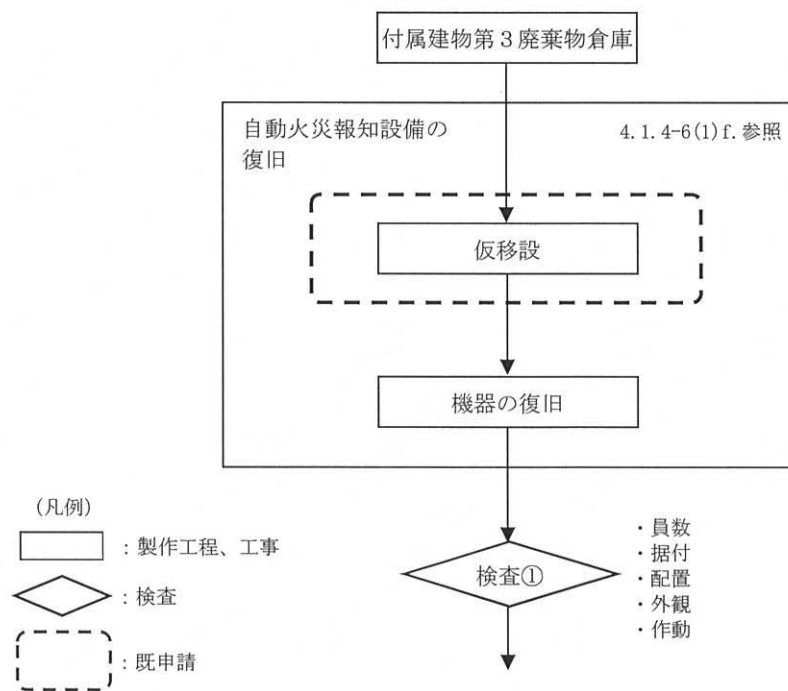 付属建物第3廃棄物倉庫
自動火災報知設備の
復旧
4.1.4-6(1)f.参照
仮移設
機器の復旧
検査①
・員数
・据付
・配置
・外観
・作動
(凡例)
：製作工程、工事
：検査
：既申請